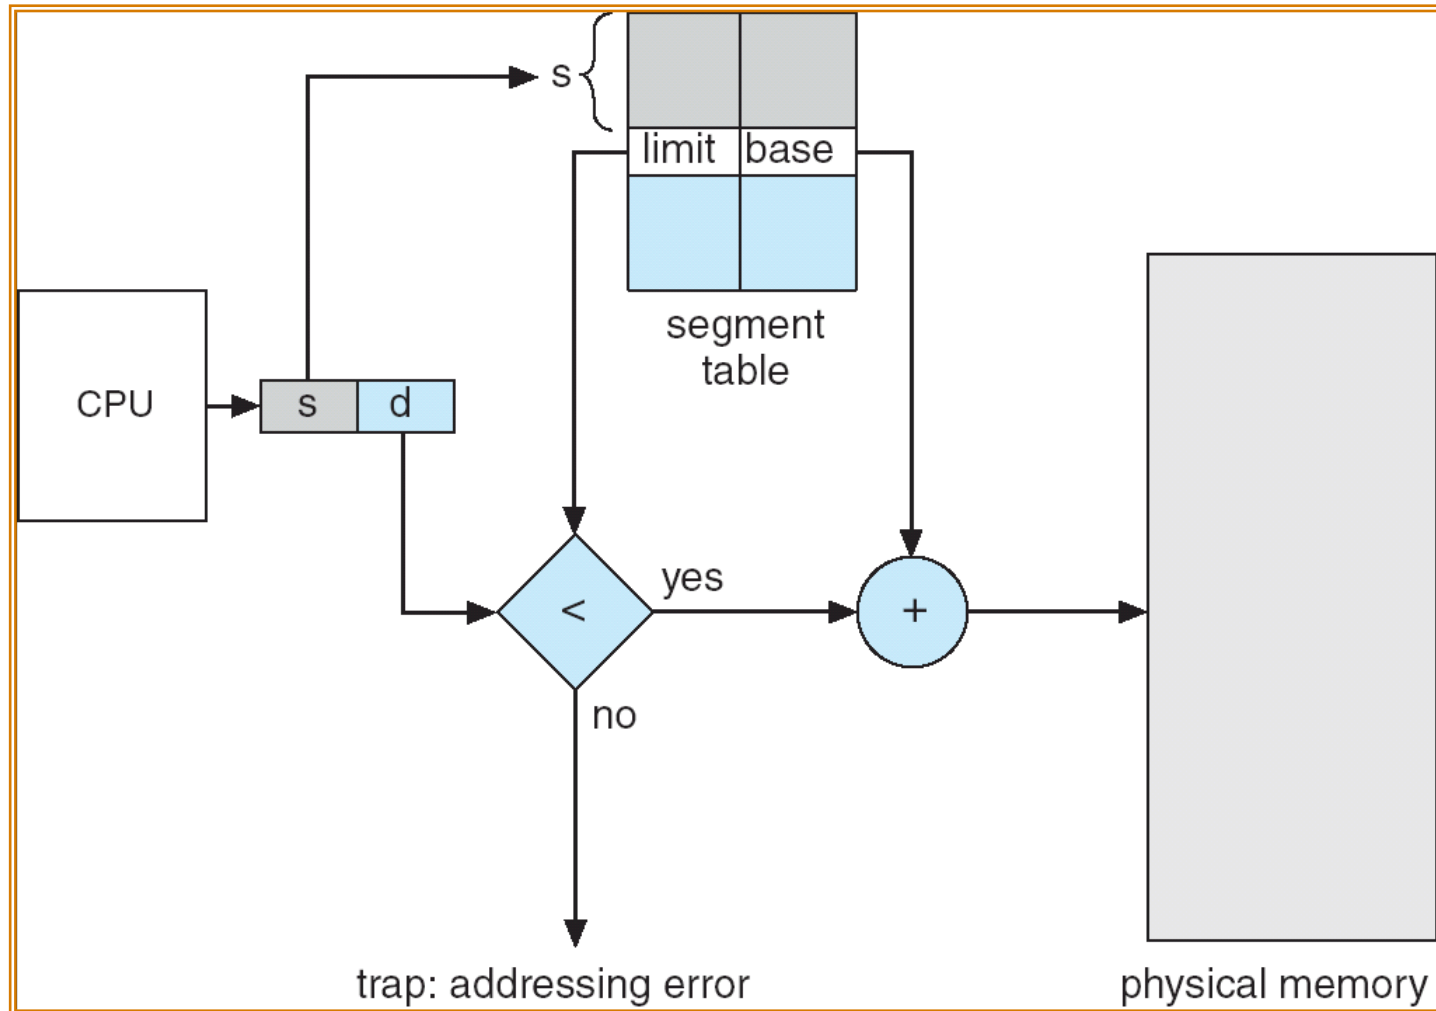 s
limit base
segment
table
CPU
s d
<
yes
+
no
trap: addressing error
physical memory